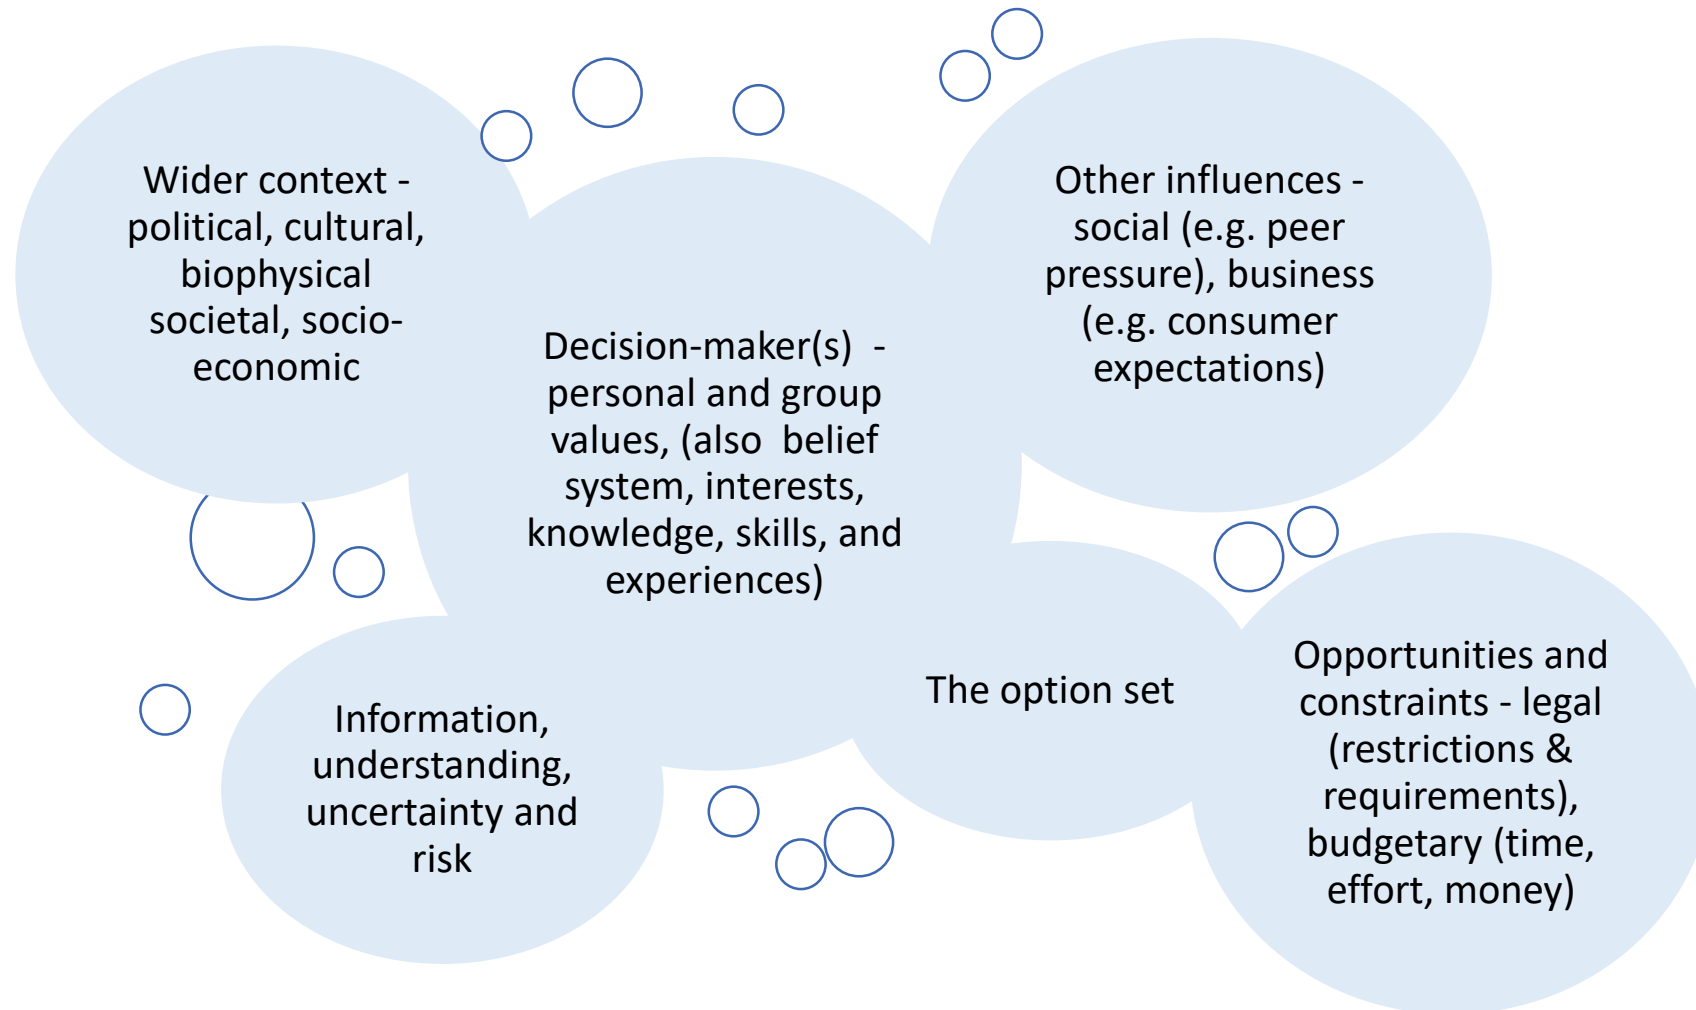 Wider context -
political, cultural,
biophysical
societal, socio-
economic
Decision-maker(s)  -
personal and group
values, (also  belief
system, interests,
knowledge, skills, and
experiences)
Other influences -
social (e.g. peer
pressure), business
(e.g. consumer
expectations)
Information,
understanding,
uncertainty and
risk
The option set
Opportunities and
constraints - legal
(restrictions &
requirements),
budgetary (time,
effort, money)